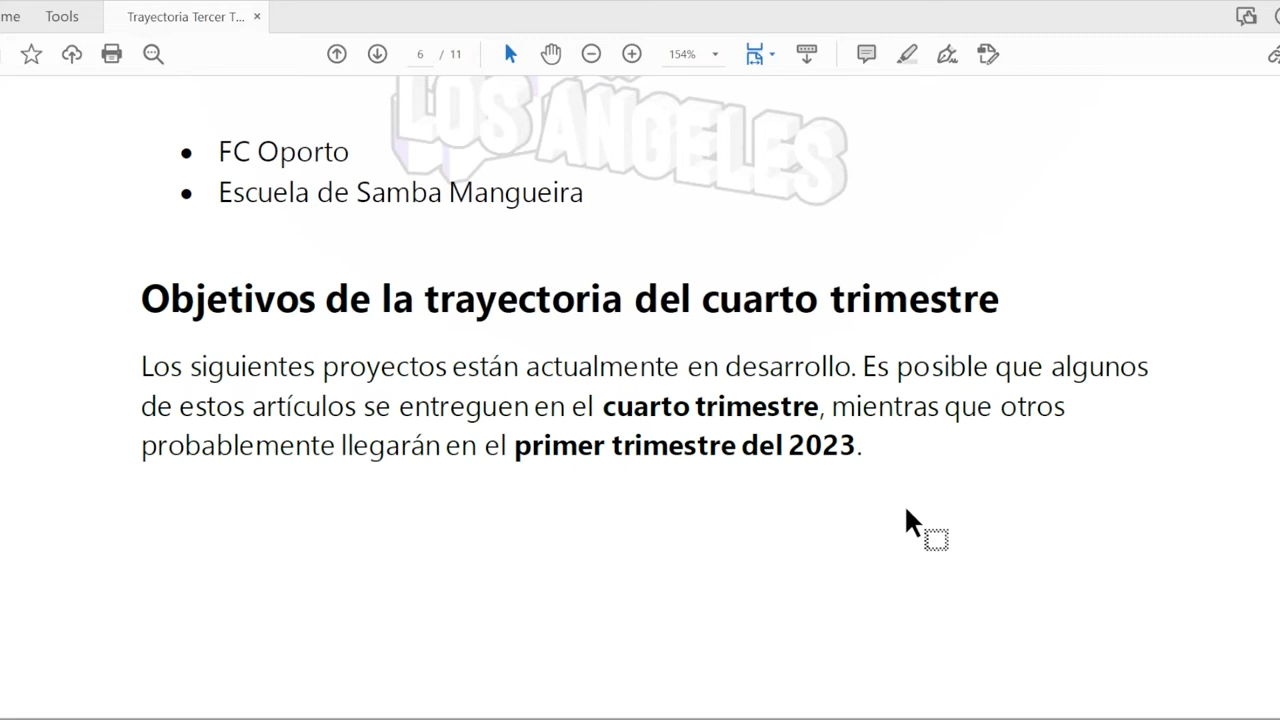 me Tools Trayectoria Tercer T... ×
6 / 11 154%
LOS ANGELES
• FC Oporto
• Escuela de Samba Mangueira
Objetivos de la trayectoria del cuarto trimestre
Los siguientes proyectos están actualmente en desarrollo. Es posible que algunos
de estos artículos se entreguen en el cuarto trimestre, mientras que otros
probablemente llegarán en el primer trimestre del 2023.